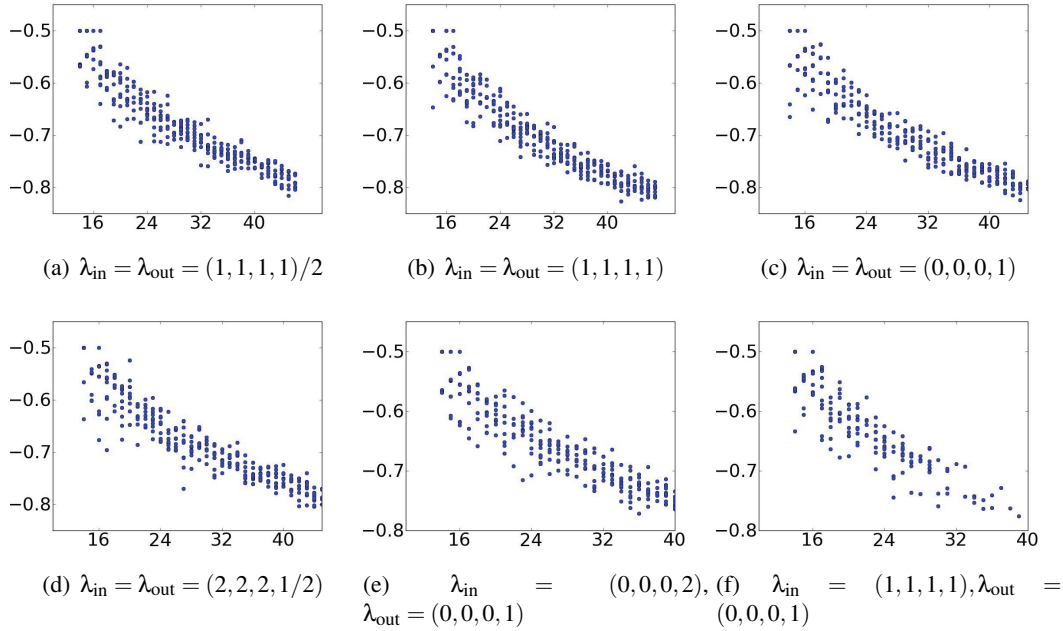 −0.5
−0.6
−0.7
−0.8
16 24 32 40
(a) λin = λout = (1,1,1,1)/2
−0.5
−0.6
−0.7
−0.8
16 24 32 40
(b) λin = λout = (1,1,1,1)
−0.5
−0.6
−0.7
−0.8
16 24 32 40
(c) λin = λout = (0,0,0,1)
−0.5
−0.6
−0.7
−0.8
16 24 32 40
(d) λin = λout = (2,2,2,1/2)
−0.5
−0.6
−0.7
−0.8
16 24 32 40
(e) λin = (0,0,0,2),
λout = (0,0,0,1)
−0.5
−0.6
−0.7
−0.8
16 24 32 40
(f) λin = (1,1,1,1),λout =
(0,0,0,1)